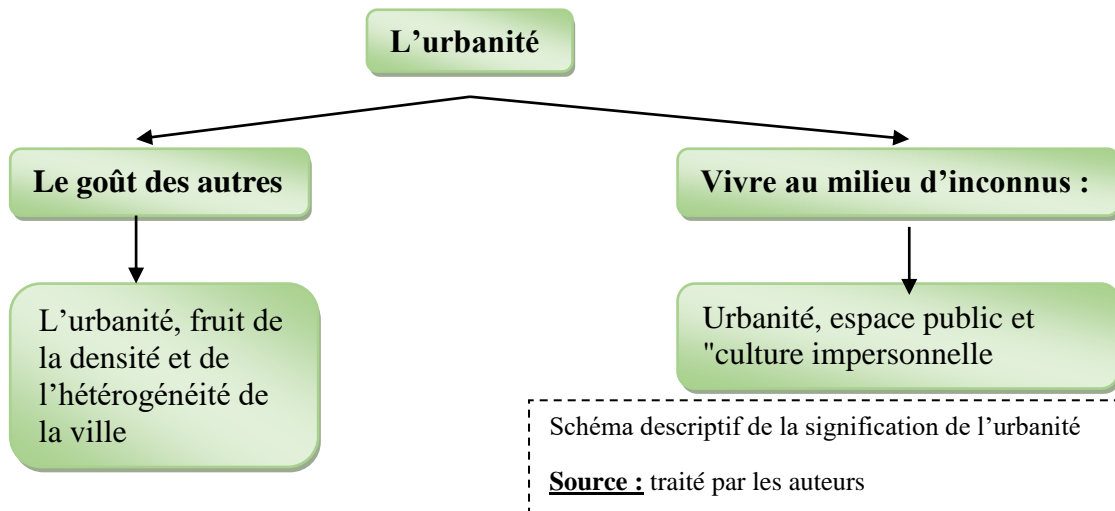 L’urbanité
Le goût des autres
Vivre au milieu d’inconnus :
L’urbanité, fruit de
la densité et de
l’hétérogénéité de
la ville
Urbanité, espace public et
"culture impersonnelle
Schéma descriptif de la signification de l’urbanité
Source : traité par les auteurs